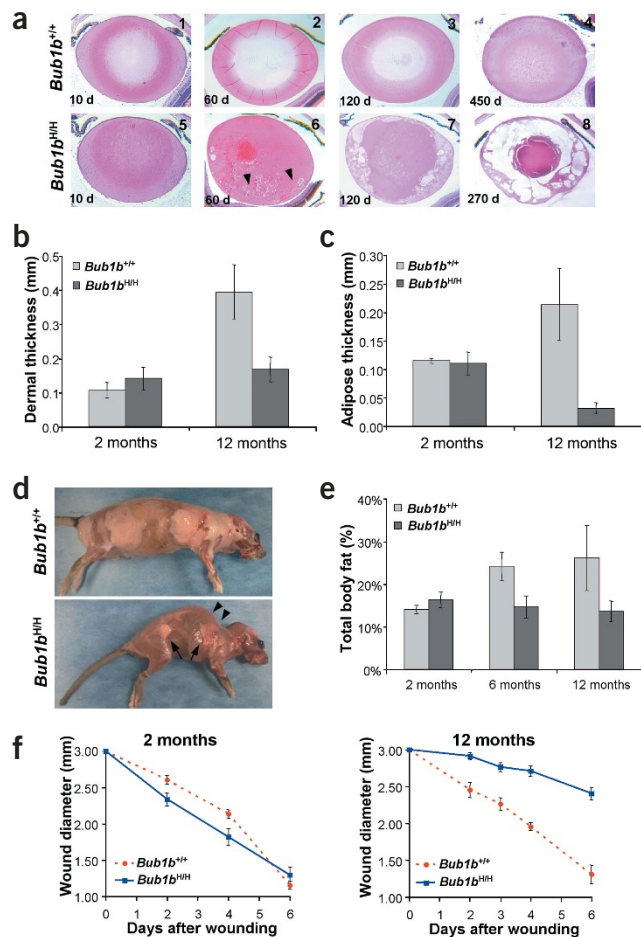 a
Bub1b+/+
1
10 d
2
60 d
3
120 d
4
450 d
Bub1bH/H
5
10 d
6
60 d
7
120 d
8
270 d
b
Dermal thickness (mm)
0.5
0.4
0.3
0.2
0.1
0
Bub1b+/+
Bub1bH/H
2 months
12 months
c
Adipose thickness (mm)
0.30
0.25
0.20
0.15
0.10
0.05
0.00
Bub1b+/+
Bub1bH/H
2 months
12 months
d
Bub1b+/+
Bub1bH/H
e
Total body fat (%)
40%
30%
20%
10%
0%
Bub1b+/+
Bub1bH/H
2 months
6 months
12 months
f
2 months
Wound diameter (mm)
3.00
2.50
2.00
1.50
1.00
Bub1b+/+
Bub1bH/H
0
2
4
6
Days after wounding
12 months
Wound diameter (mm)
3.00
2.50
2.00
1.50
1.00
Bub1b+/+
Bub1bH/H
0
1
2
3
4
5
6
Days after wounding